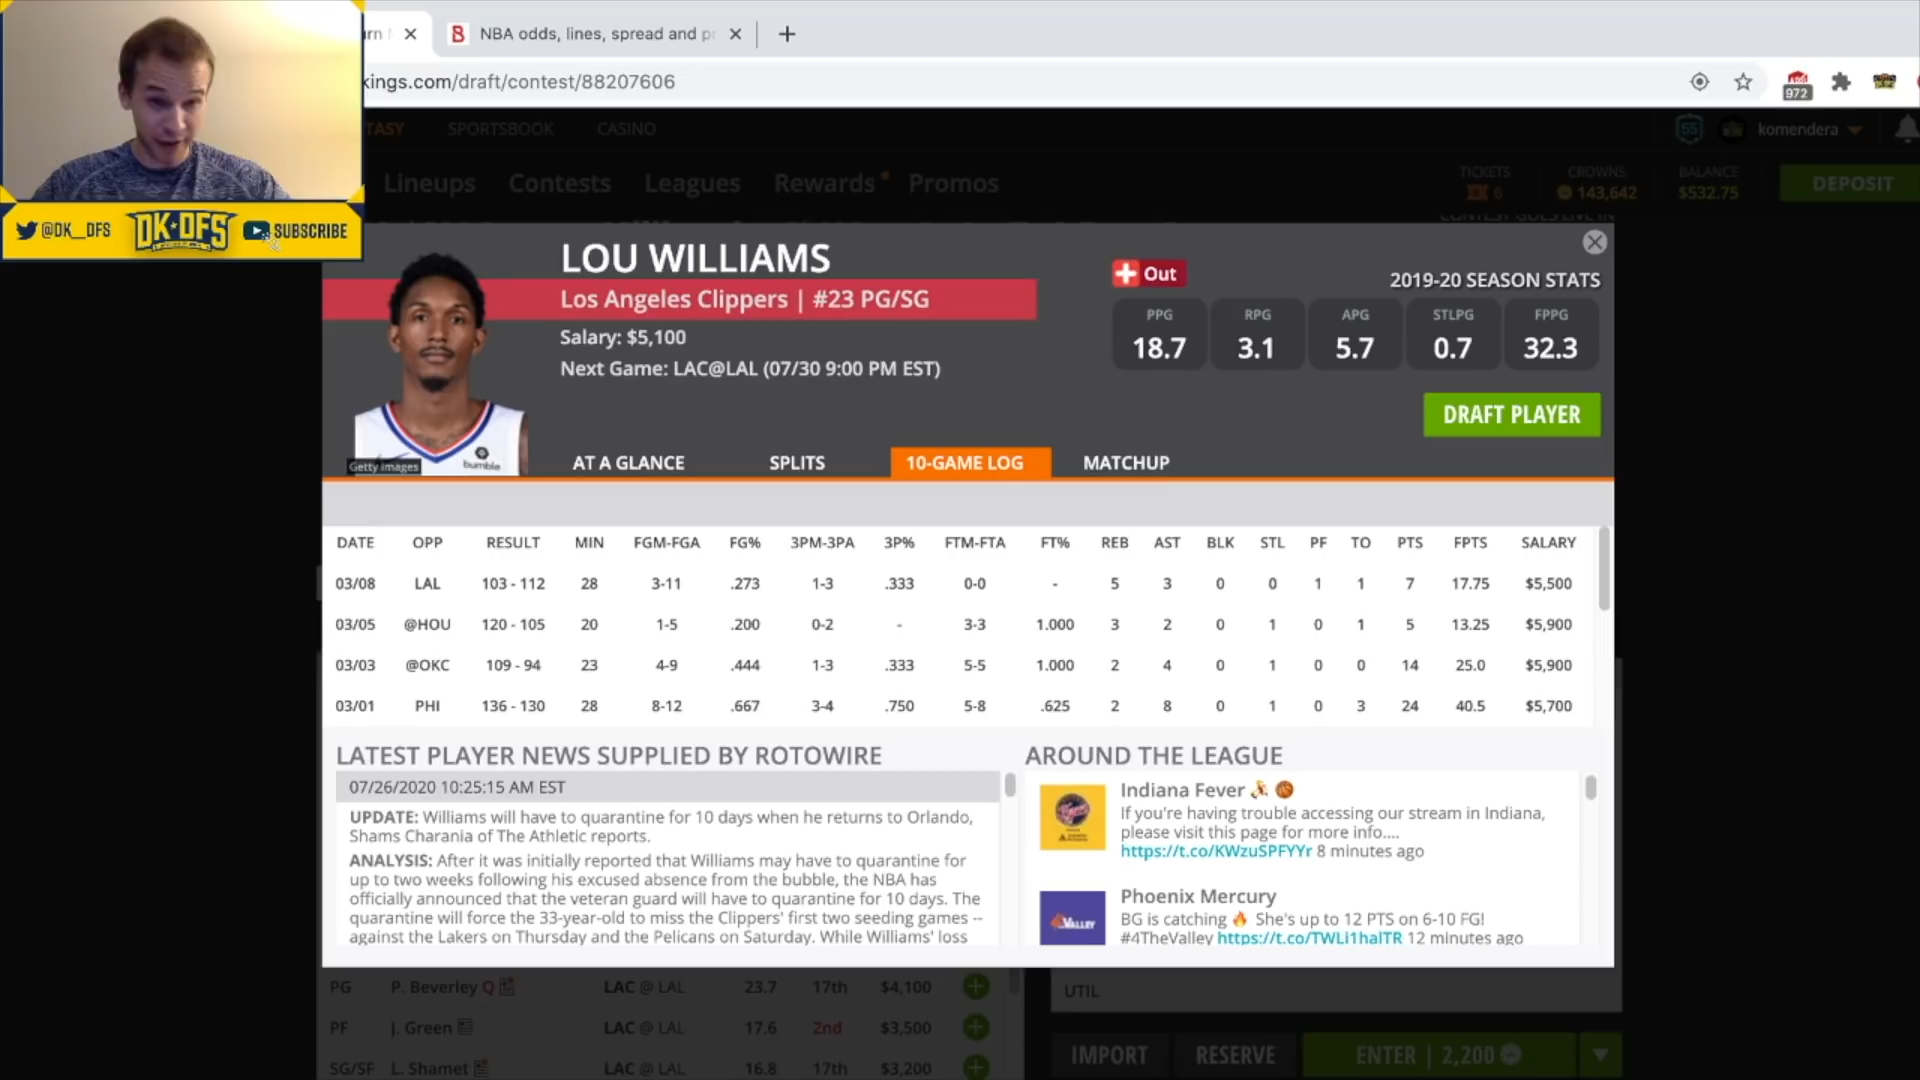 NBA odds, lines, spread and pr
kings.com/draft/contest/88207606
972
TASY SPORTSBOOK CASINO
55 komendera
Lineups Contests Leagues Rewards Promos
TICKETS CROWNS BALANCE
6 143,642 $532.75
DEPOSIT
@DK__DFS DK★DFS SUBSCRIBE
LOU WILLIAMS
Los Angeles Clippers | #23 PG/SG
Salary: $5,100
Next Game: LAC@LAL (07/30 9:00 PM EST)
Getty Images
bumble
Out
2019-20 SEASON STATS
PPG RPG APG STLPG FPPG
18.7 3.1 5.7 0.7 32.3
DRAFT PLAYER
AT A GLANCE SPLITS 10-GAME LOG MATCHUP
DATE OPP RESULT MIN FGM-FGA FG% 3PM-3PA 3P% FTM-FTA FT% REB AST BLK STL PF TO PTS FPTS SALARY
03/08 LAL 103 - 112 28 3-11 .273 1-3 .333 0-0 - 5 3 0 0 1 1 7 17.75 $5,500
03/05 @HOU 120 - 105 20 1-5 .200 0-2 - 3-3 1.000 3 2 0 1 0 1 5 13.25 $5,900
03/03 @OKC 109 - 94 23 4-9 .444 1-3 .333 5-5 1.000 2 4 0 1 0 0 14 25.0 $5,900
03/01 PHI 136 - 130 28 8-12 .667 3-4 .750 5-8 .625 2 8 0 1 0 3 24 40.5 $5,700
LATEST PLAYER NEWS SUPPLIED BY ROTOWIRE
07/26/2020 10:25:15 AM EST
UPDATE: Williams will have to quarantine for 10 days when he returns to Orlando,
Shams Charania of The Athletic reports.
ANALYSIS: After it was initially reported that Williams may have to quarantine for
up to two weeks following his excused absence from the bubble, the NBA has
officially announced that the veteran guard will have to quarantine for 10 days. The
quarantine will force the 33-year-old to miss the Clippers' first two seeding games --
against the Lakers on Thursday and the Pelicans on Saturday. While Williams' loss
AROUND THE LEAGUE
Indiana Fever
If you're having trouble accessing our stream in Indiana,
please visit this page for more info....
https://t.co/KWzuSPFYYr 8 minutes ago
VALLEY
Phoenix Mercury
BG is catching 🔥 She's up to 12 PTS on 6-10 FG!
#4TheValley https://t.co/TWLi1halTR 12 minutes ago
PG P. Beverley Q LAC @ LAL 23.7 17th $4,100
PF J. Green LAC @ LAL 17.6 2nd $3,500
SG/SF L. Shamet LAC @ LAL 16.8 17th $3,200
UTIL
IMPORT RESERVE ENTER | 2,200